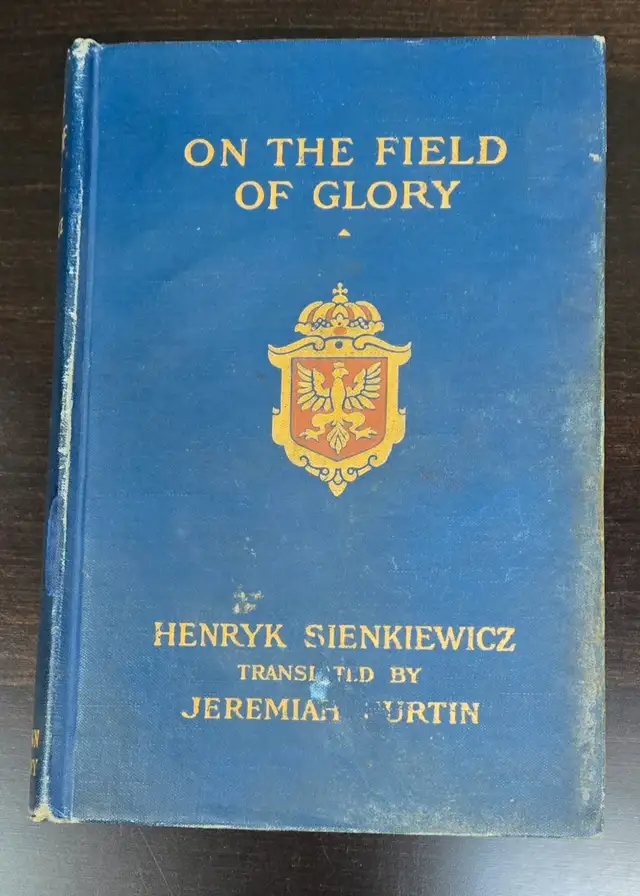 ON THE FIELD
OF GLORY
HENRYK SIENKIEWICZ
TRANSLATED BY
JEREMIAH CURTIN